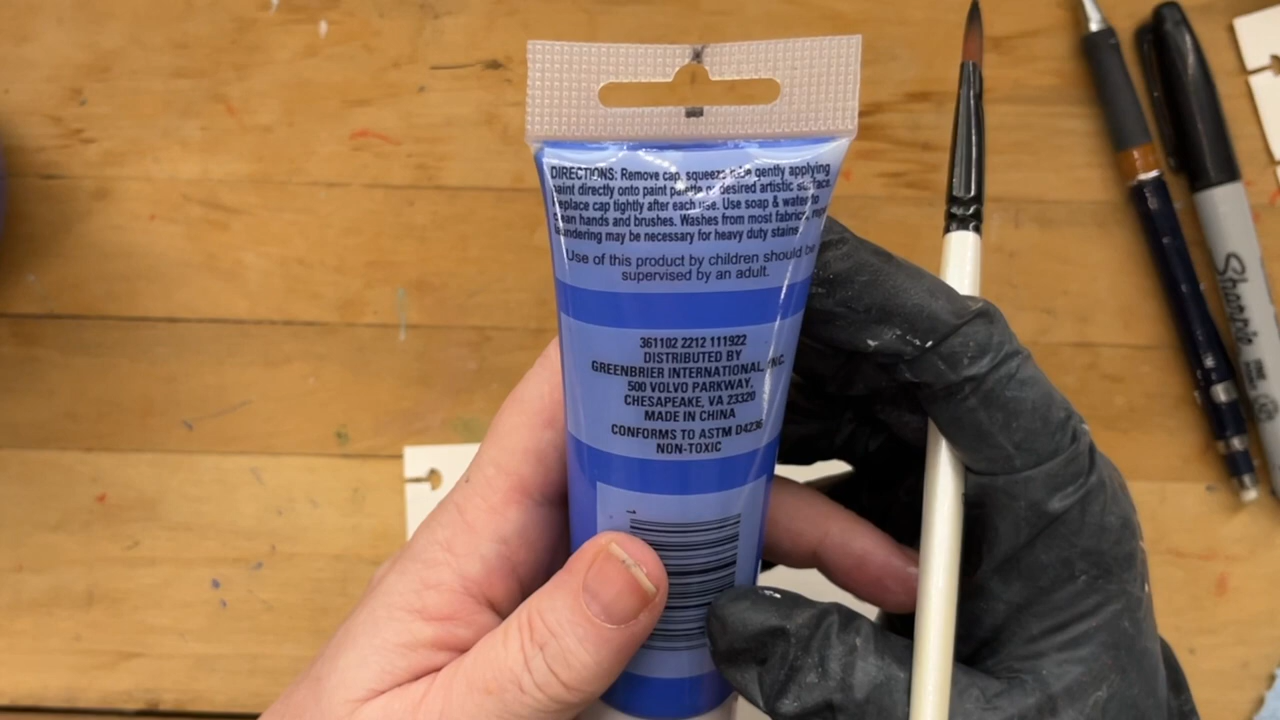 DIRECTIONS: Remove cap, squeeze tube gently applying
paint directly onto paint palette or desired artistic surface.
Replace cap tightly after each use. Use soap & water to
clean hands and brushes. Washes from most fabrics,
laundering may be necessary for heavy duty stains.
Use of this product by children should be
supervised by an adult.
361102 2212 111922
DISTRIBUTED BY
GREENBRIER INTERNATIONAL, INC.
500 VOLVO PARKWAY,
CHESAPEAKE, VA 23320
MADE IN CHINA
CONFORMS TO ASTM D4236
NON-TOXIC
1
Sharpie